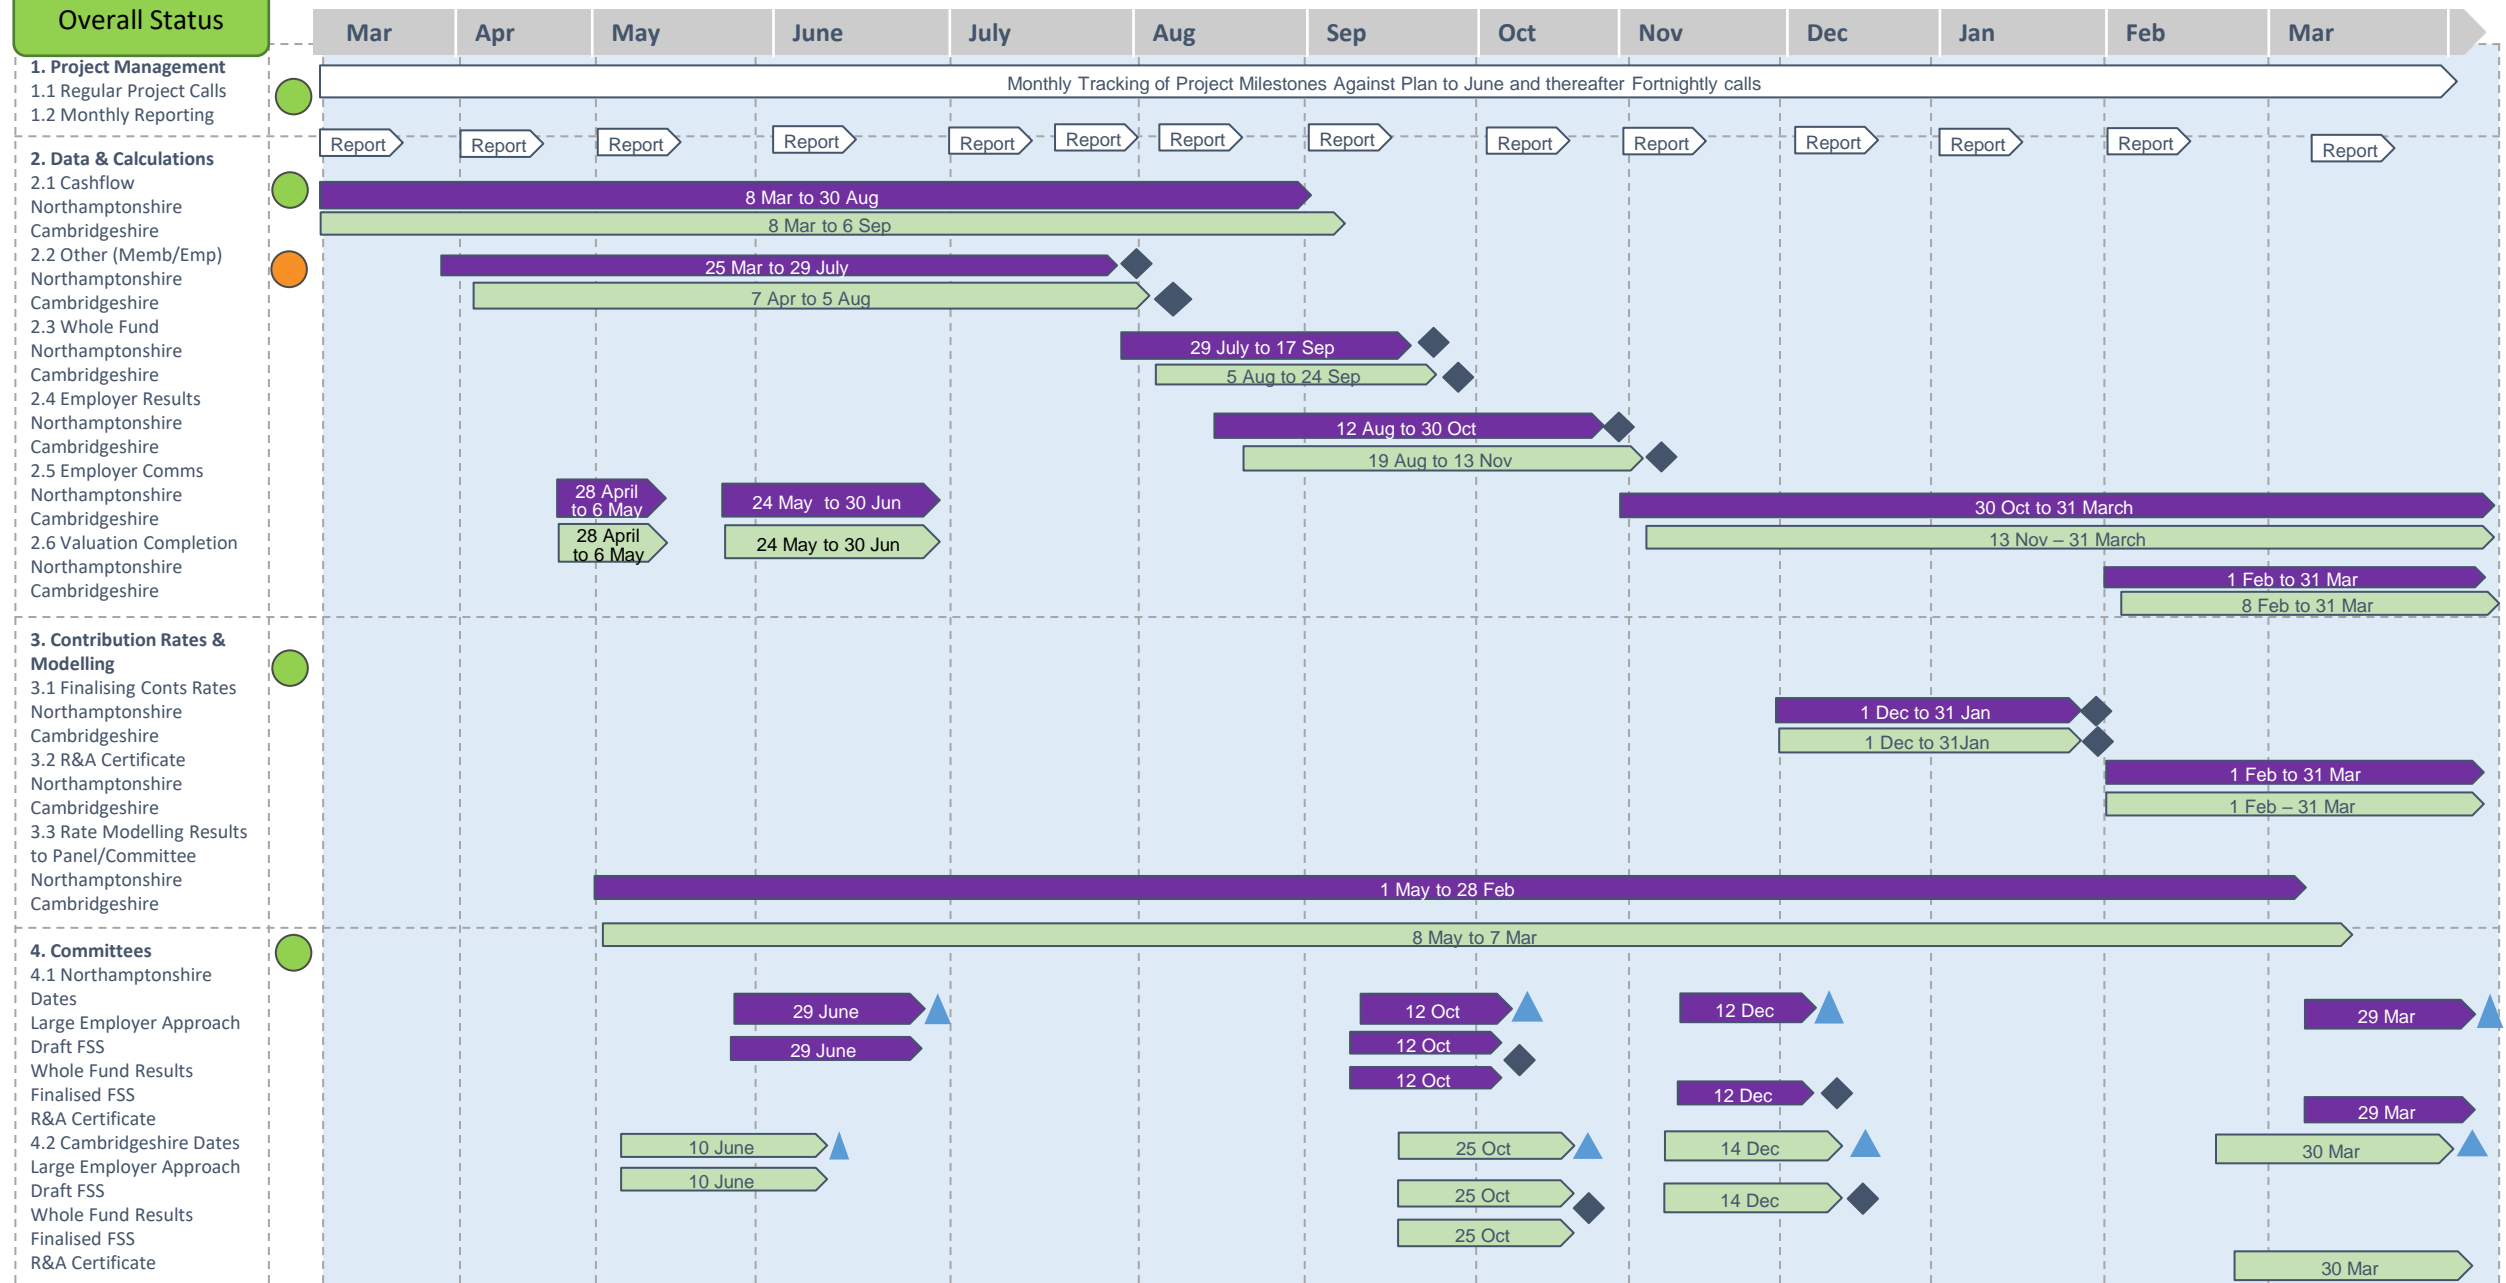 Overall Status
Mar
Apr
May
June
July
Aug
Sep
Oct
Nov
Dec
Jan
Feb
Mar
1. Project Management
1.1 Regular Project Calls
1.2 Monthly Reporting
Monthly Tracking of Project Milestones Against Plan to June and thereafter Fortnightly calls
Report
Report
Report
Report
Report
Report
Report
Report
Report
Report
Report
Report
Report
Report
2. Data & Calculations
2.1 Cashflow
Northamptonshire
Cambridgeshire
2.2 Other (Memb/Emp)
Northamptonshire
Cambridgeshire
2.3 Whole Fund
Northamptonshire
Cambridgeshire
2.4 Employer Results
Northamptonshire
Cambridgeshire
2.5 Employer Comms
Northamptonshire
Cambridgeshire
2.6 Valuation Completion
Northamptonshire
Cambridgeshire
8 Mar to 30 Aug
8 Mar to 6 Sep
25 Mar to 29 July
7 Apr to 5 Aug
29 July to 17 Sep
5 Aug to 24 Sep
12 Aug to 30 Oct
19 Aug to 13 Nov
28 April
to 6 May
24 May to 30 Jun
30 Oct to 31 March
28 April
to 6 May
24 May to 30 Jun
13 Nov – 31 March
1 Feb to 31 Mar
8 Feb to 31 Mar
3. Contribution Rates &
Modelling
3.1 Finalising Conts Rates
Northamptonshire
Cambridgeshire
3.2 R&A Certificate
Northamptonshire
Cambridgeshire
3.3 Rate Modelling Results
to Panel/Committee
Northamptonshire
Cambridgeshire
1 Dec to 31 Jan
1 Dec to 31Jan
1 Feb to 31 Mar
1 Feb – 31 Mar
1 May to 28 Feb
8 May to 7 Mar
4. Committees
4.1 Northamptonshire
Dates
Large Employer Approach
Draft FSS
Whole Fund Results
Finalised FSS
R&A Certificate
4.2 Cambridgeshire Dates
Large Employer Approach
Draft FSS
Whole Fund Results
Finalised FSS
R&A Certificate
29 June
12 Oct
12 Dec
29 Mar
29 June
12 Oct
12 Oct
12 Dec
29 Mar
10 June
25 Oct
14 Dec
30 Mar
10 June
25 Oct
14 Dec
25 Oct
30 Mar